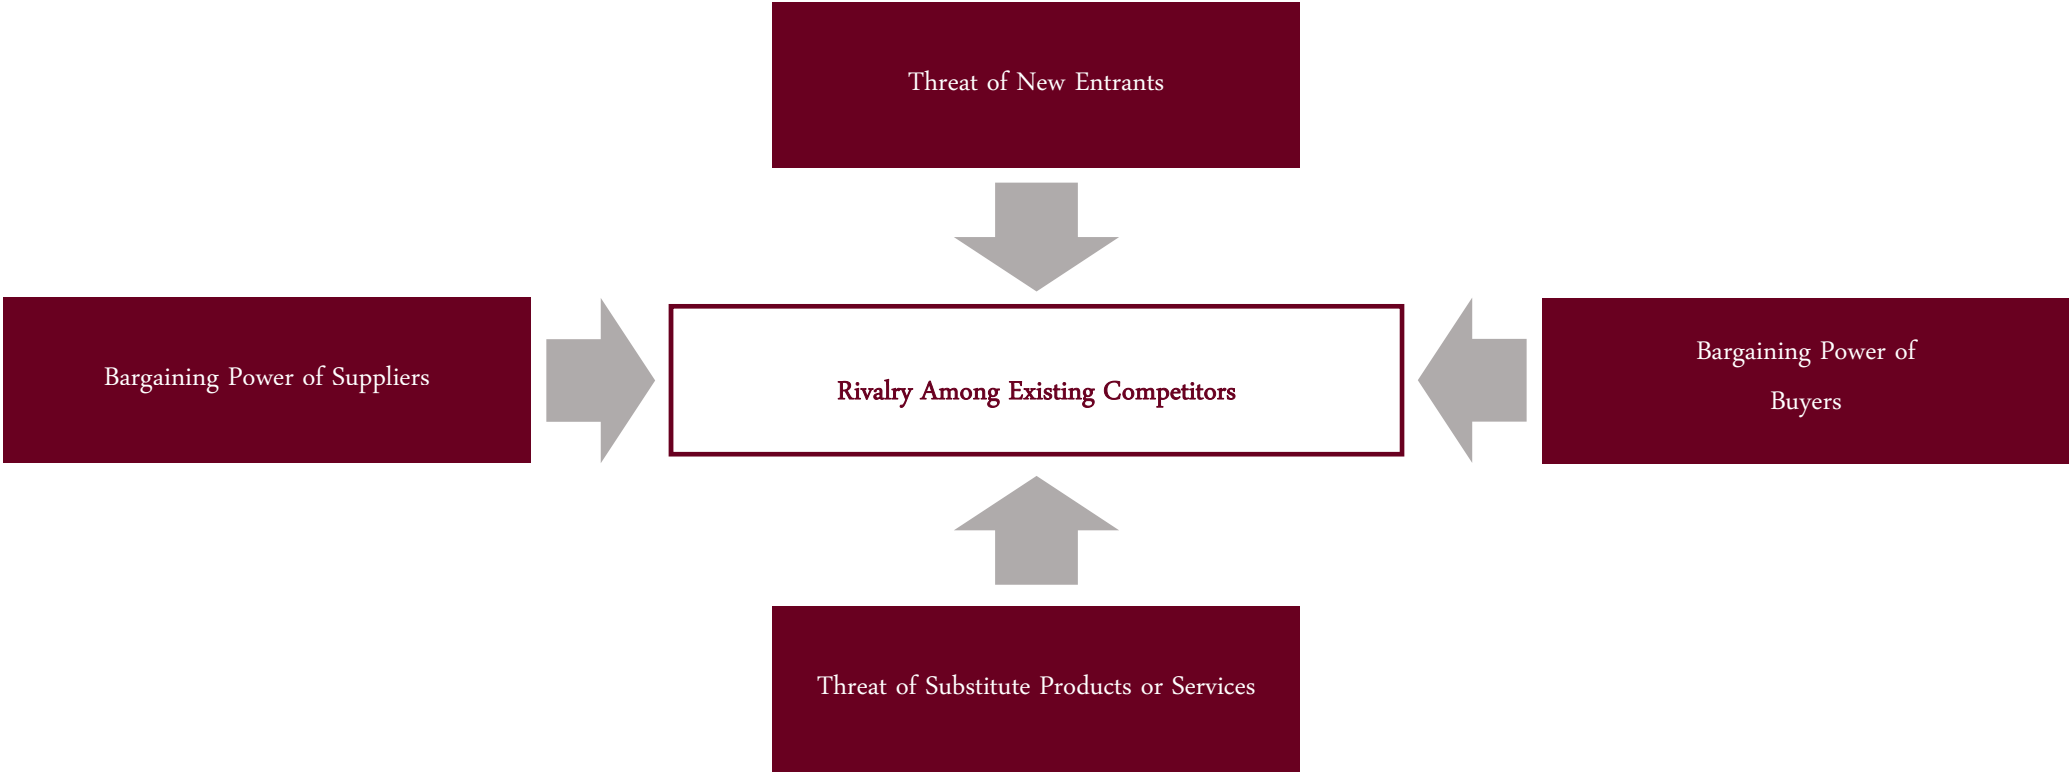 Threat of New Entrants
Bargaining Power of Suppliers
Rivalry Among Existing Competitors
Bargaining Power of
Buyers
Threat of Substitute Products or Services